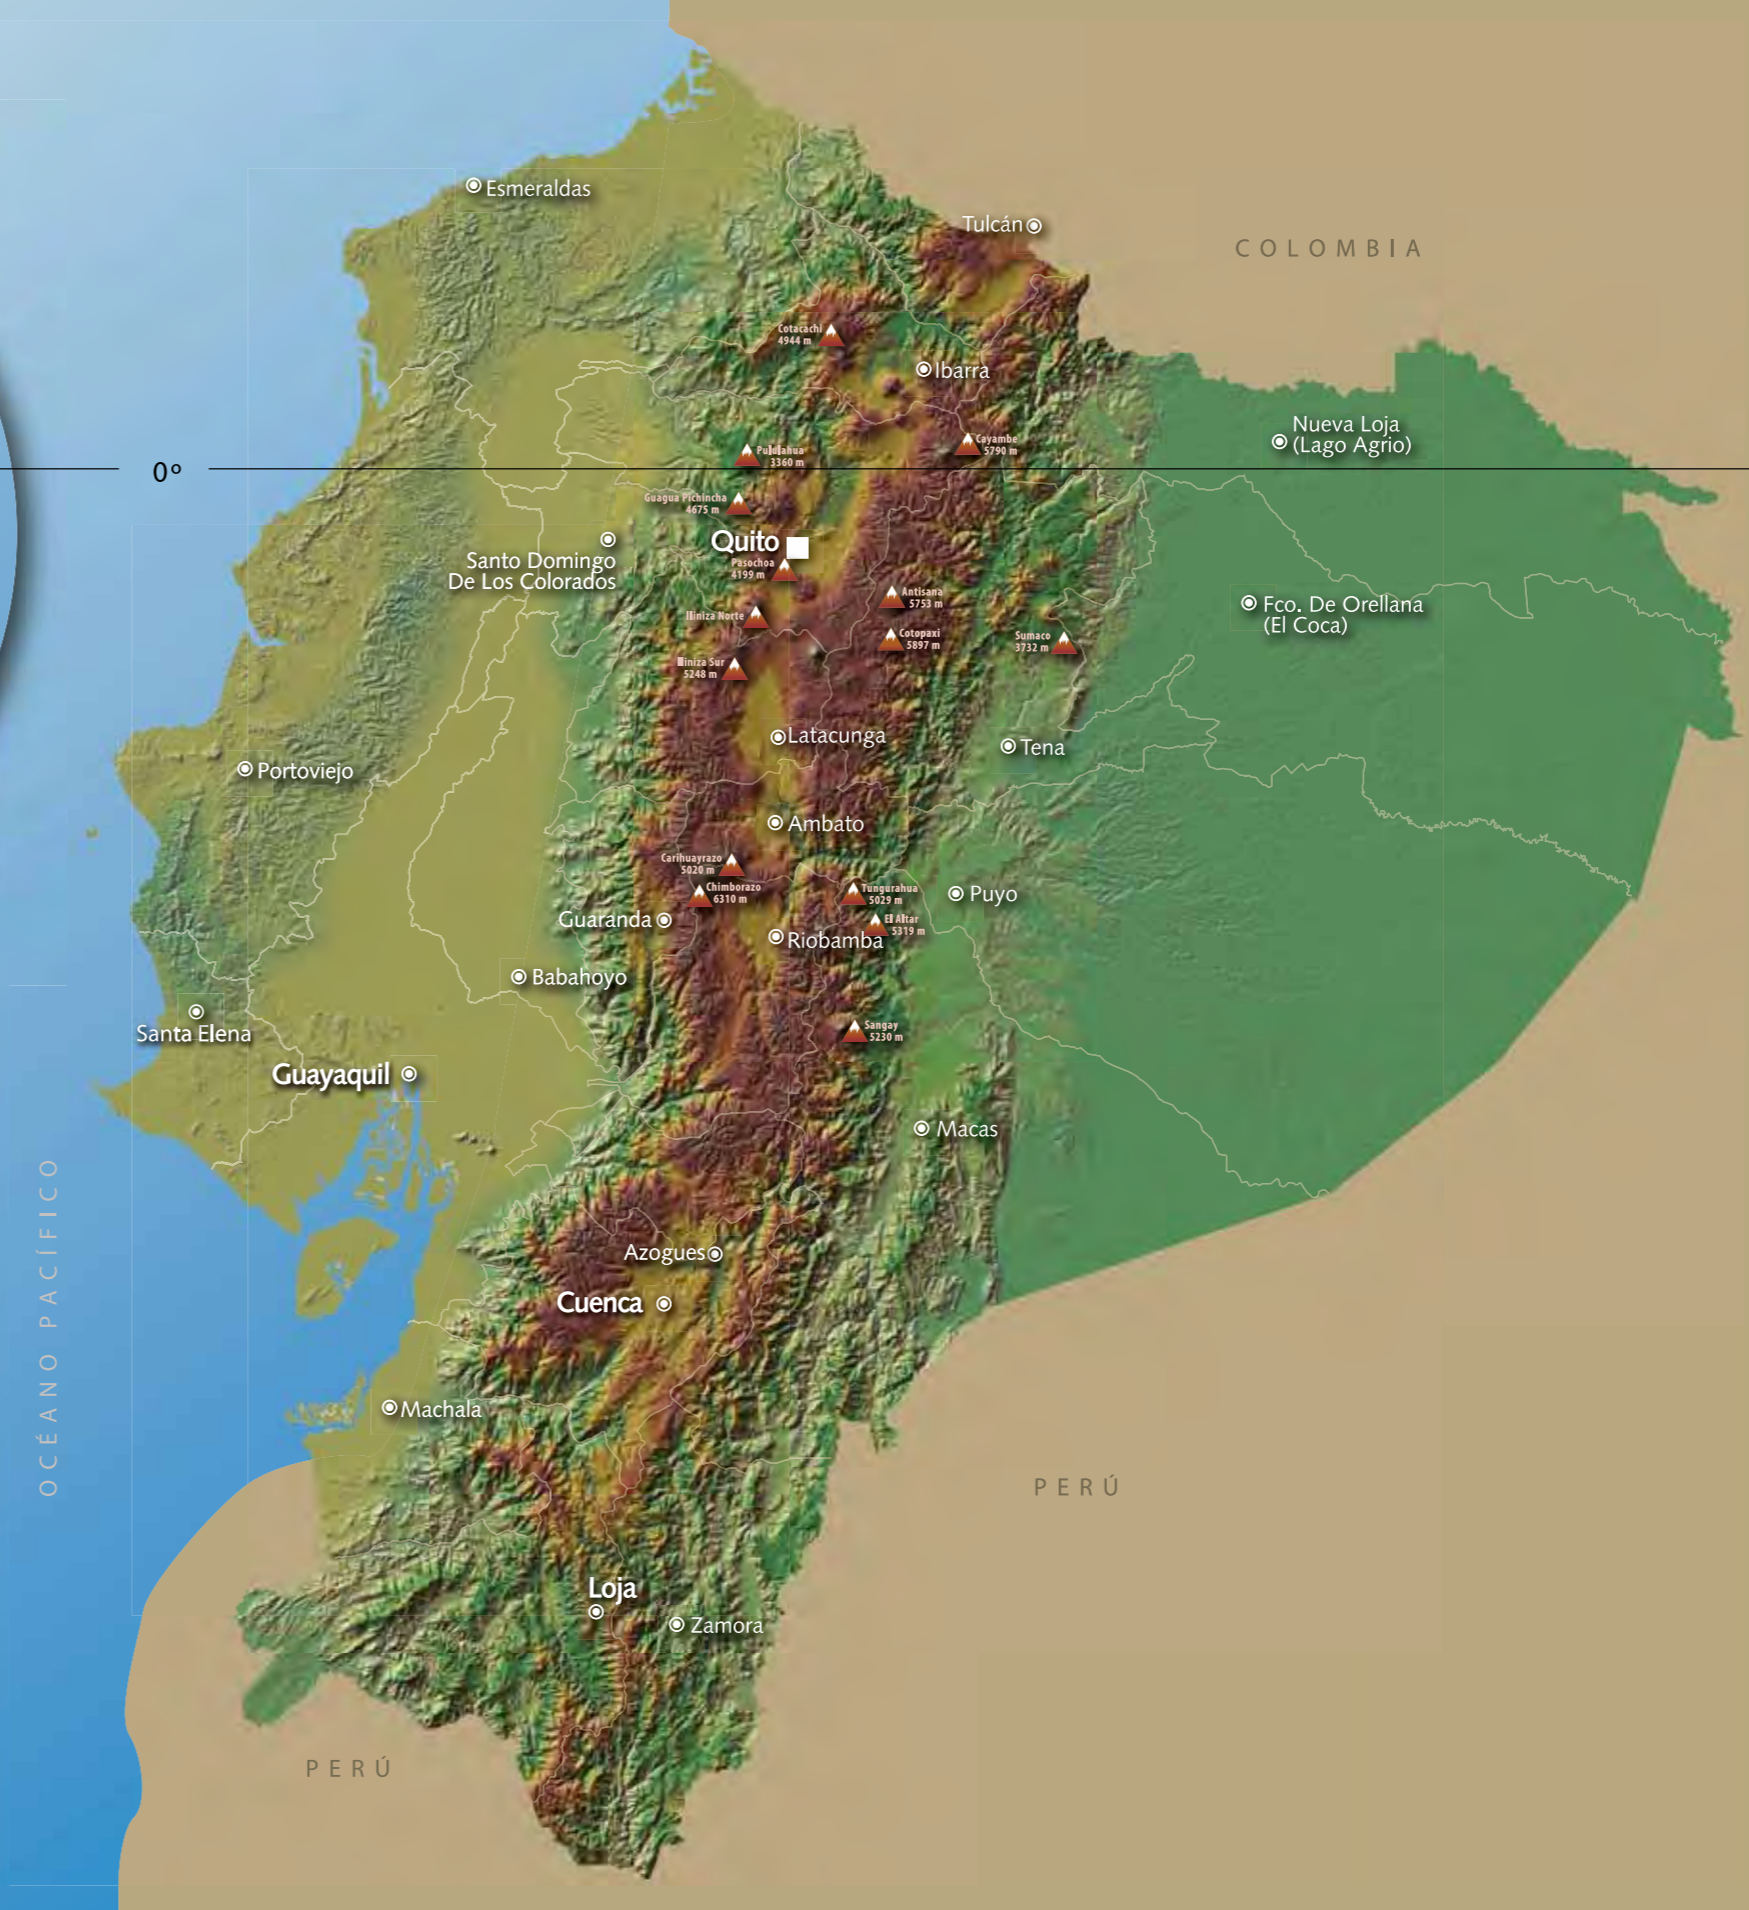 Esmeraldas
Tulcán
COLOMBIA
Cotacachi
4944 m
Ibarra
Nueva Loja
(Lago Agrio)
Cayambe
5790 m
Pululahua
3360 m
0º
Guagua Pichincha
4675 m
Quito
Santo Domingo
De Los Colorados
Pasochoa
4199 m
Antisana
5753 m
Fco. De Orellana
(El Coca)
Iliniza Norte
Cotopaxi
5897 m
Sumaco
3732 m
Iliniza Sur
5248 m
Latacunga
Tena
Portoviejo
Ambato
Carihuayrazo
5020 m
Chimborazo
6310 m
Tungurahua
5029 m
Puyo
Guaranda
El Altar
5319 m
Riobamba
Babahoyo
Santa Elena
Sangay
5230 m
Guayaquil
Macas
OCÉANO PACÍFICO
Azogues
Cuenca
Machala
PERÚ
Loja
Zamora
PERÚ